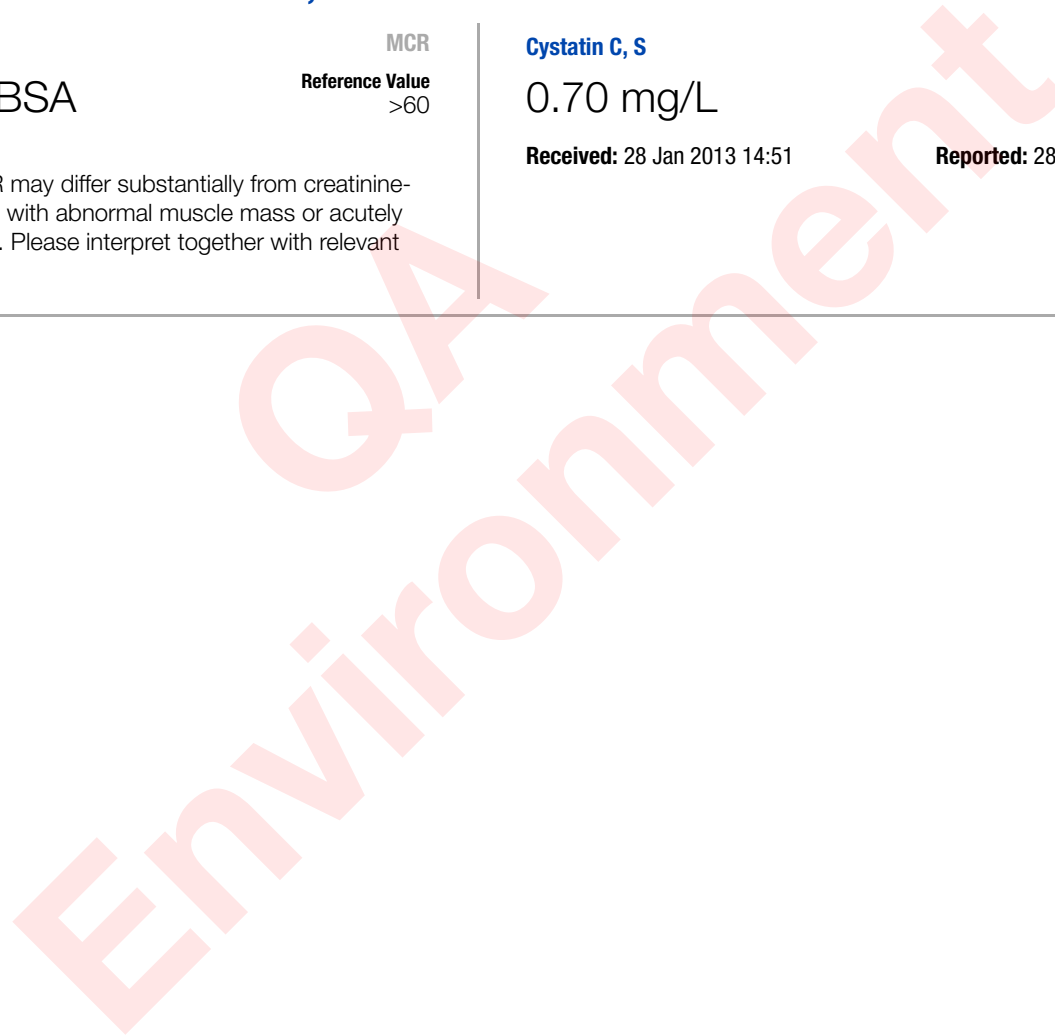 MCR
Reference Value
BSA
>60
may differ substantially from creatinine-
with abnormal muscle mass or acutely
. Please interpret together with relevant
Cystatin C, S
0.70 mg/L
Received: 28 Jan 2013 14:51
Reported: 28
QA
Environment